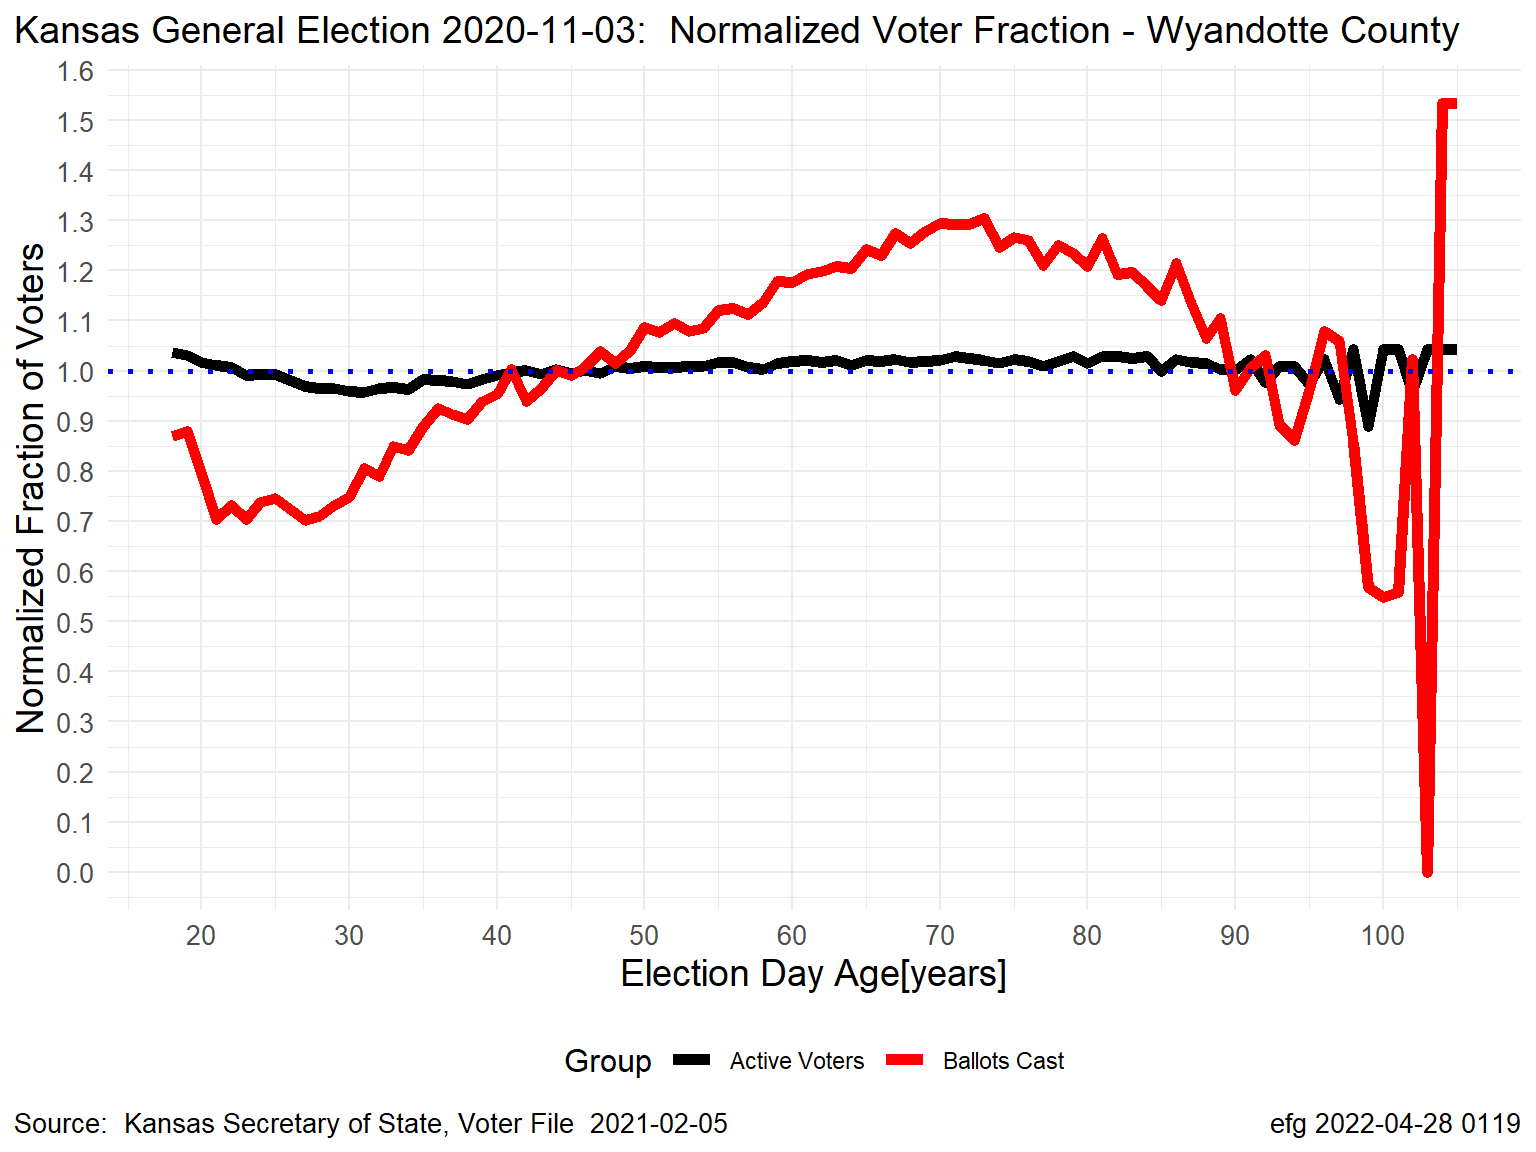 Kansas General Election 2020-11-03:  Normalized Voter Fraction - Wyandotte County
Normalized Fraction of Voters
1.6
1.5
1.4
1.3
1.2
1.1
1.0
0.9
0.8
0.7
0.6
0.5
0.4
0.3
0.2
0.1
0.0
20 30 40 50 60 70 80 90 100
Election Day Age[years]
Group Active Voters Ballots Cast
Source:  Kansas Secretary of State, Voter File  2021-02-05 efg 2022-04-28 0119